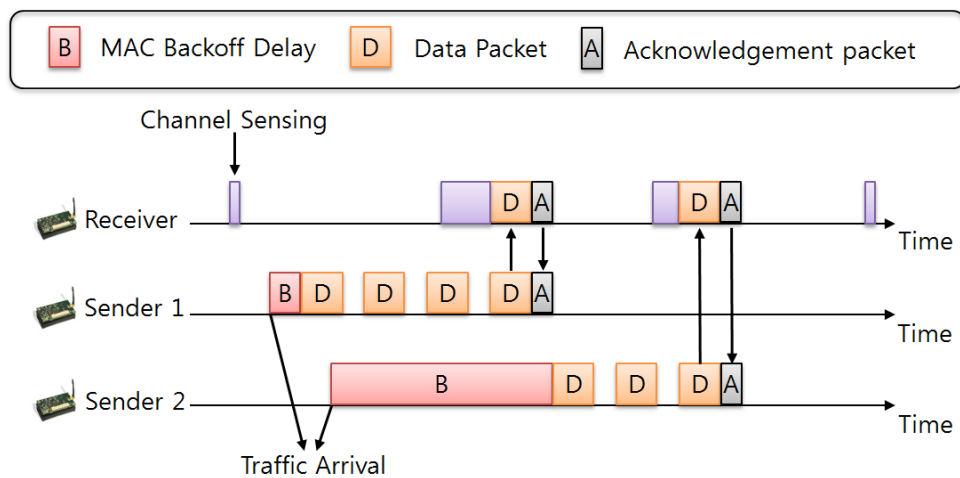 B MAC Backoff Delay D Data Packet A Acknowledgement packet
Channel Sensing
D A D A
Receiver
Time
B D D D D A
Sender 1
Time
B D D D A
Sender 2
Time
Traffic Arrival